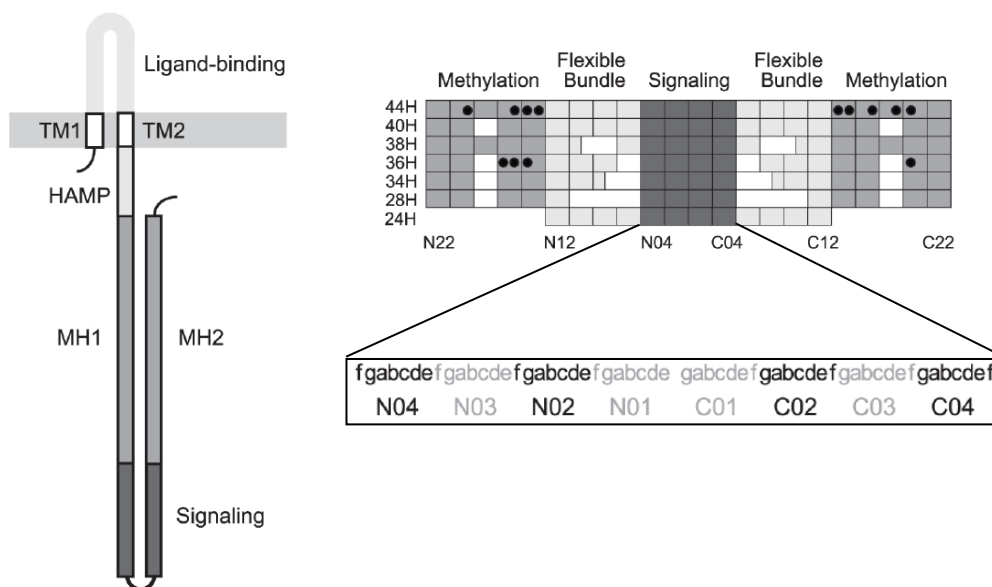 Ligand-binding
TM1
TM2
HAMP
MH1
MH2
Signaling
Flexible
Bundle
Flexible
Bundle
Methylation
Signaling
Methylation
44H
40H
38H
36H
34H
28H
24H
N22
N12
N04
C04
C12
C22
fgabcdefgabcdefgabcdefgabcde gabcdefgabcdefgabcdefgabcdef
N04 N03 N02 N01 C01 C02 C03 C04